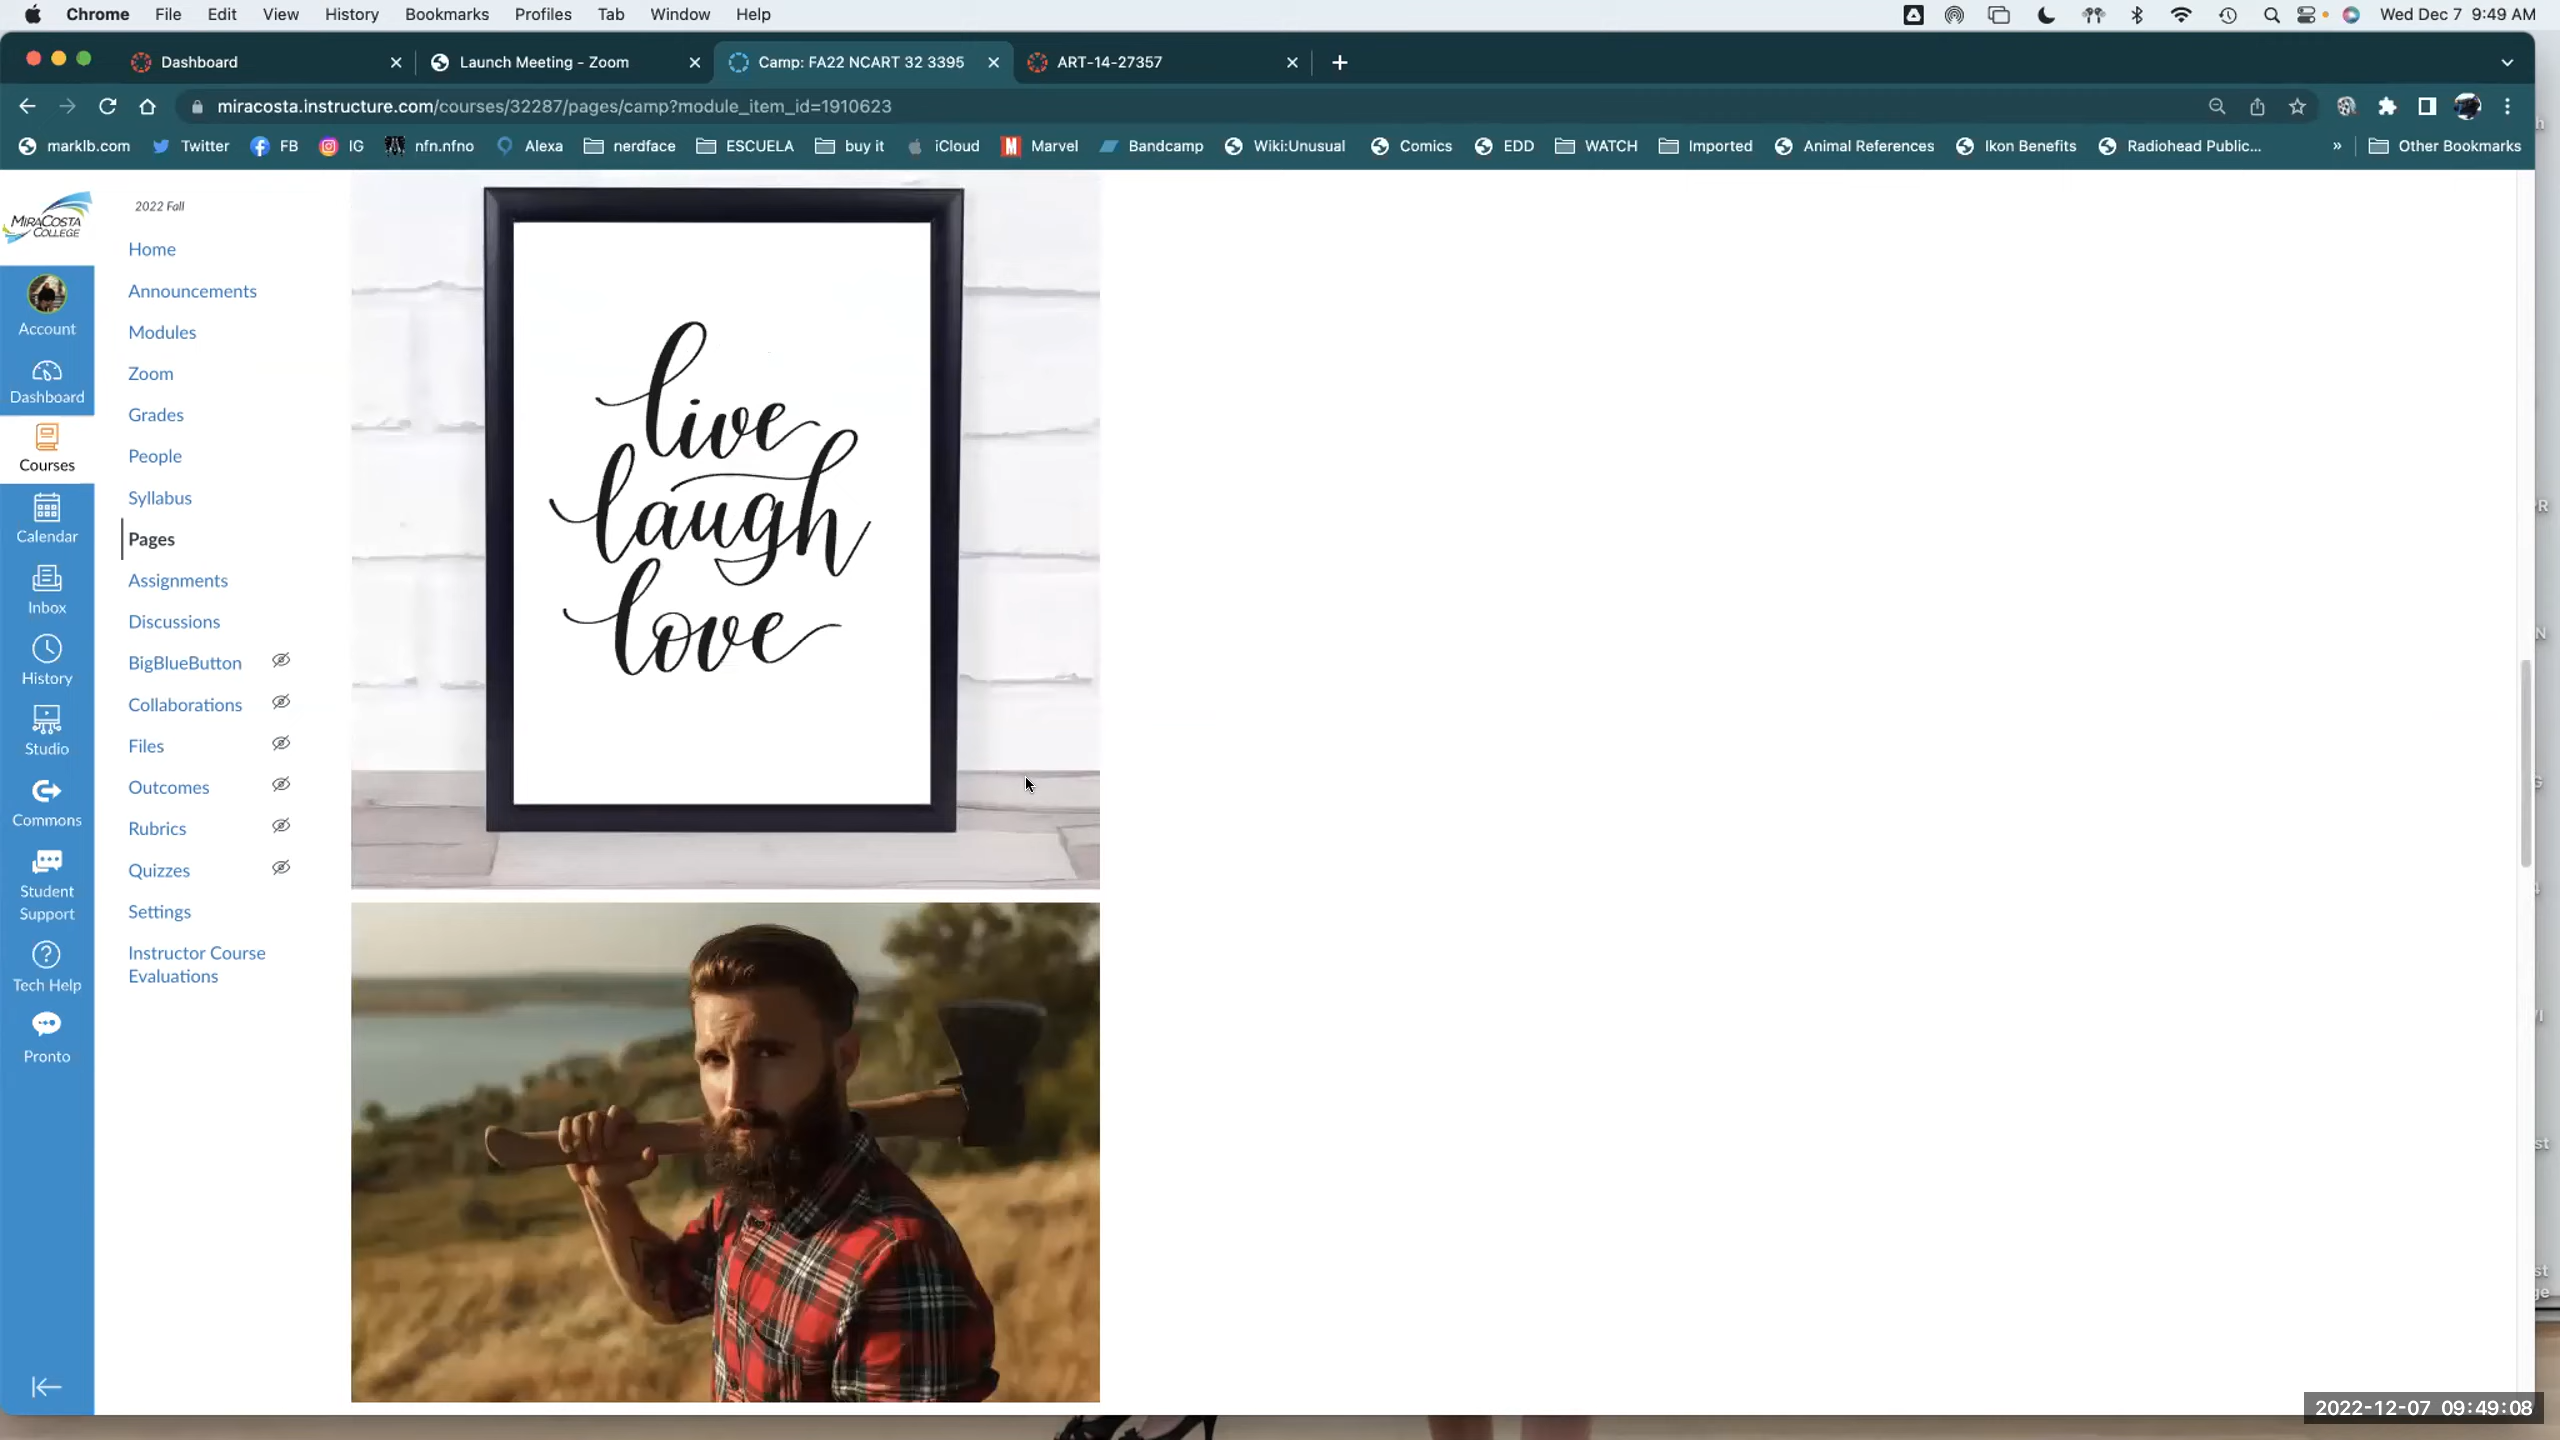 Chrome File Edit View History Bookmarks Profiles Tab Window Help
Wed Dec 7 9:49 AM
Dashboard
Launch Meeting - Zoom
Camp: FA22 NCART 32 3395
ART-14-27357
miracosta.instructure.com/courses/32287/pages/camp?module_item_id=1910623
marklb.com Twitter FB IG nfn.nfno Alexa nerdface ESCUELA buy it iCloud Marvel Bandcamp Wiki:Unusual Comics EDD WATCH Imported Animal References Ikon Benefits Radiohead Public... » Other Bookmarks
MIRACOSTA
COLLEGE
Account
Dashboard
Courses
Calendar
Inbox
History
Studio
Commons
Student
Support
Tech Help
Pronto
2022 Fall
Home
Announcements
Modules
Zoom
Grades
People
Syllabus
Pages
Assignments
Discussions
BigBlueButton
Collaborations
Files
Outcomes
Rubrics
Quizzes
Settings
Instructor Course
Evaluations
live
laugh
love
2022-12-07 09:49:08